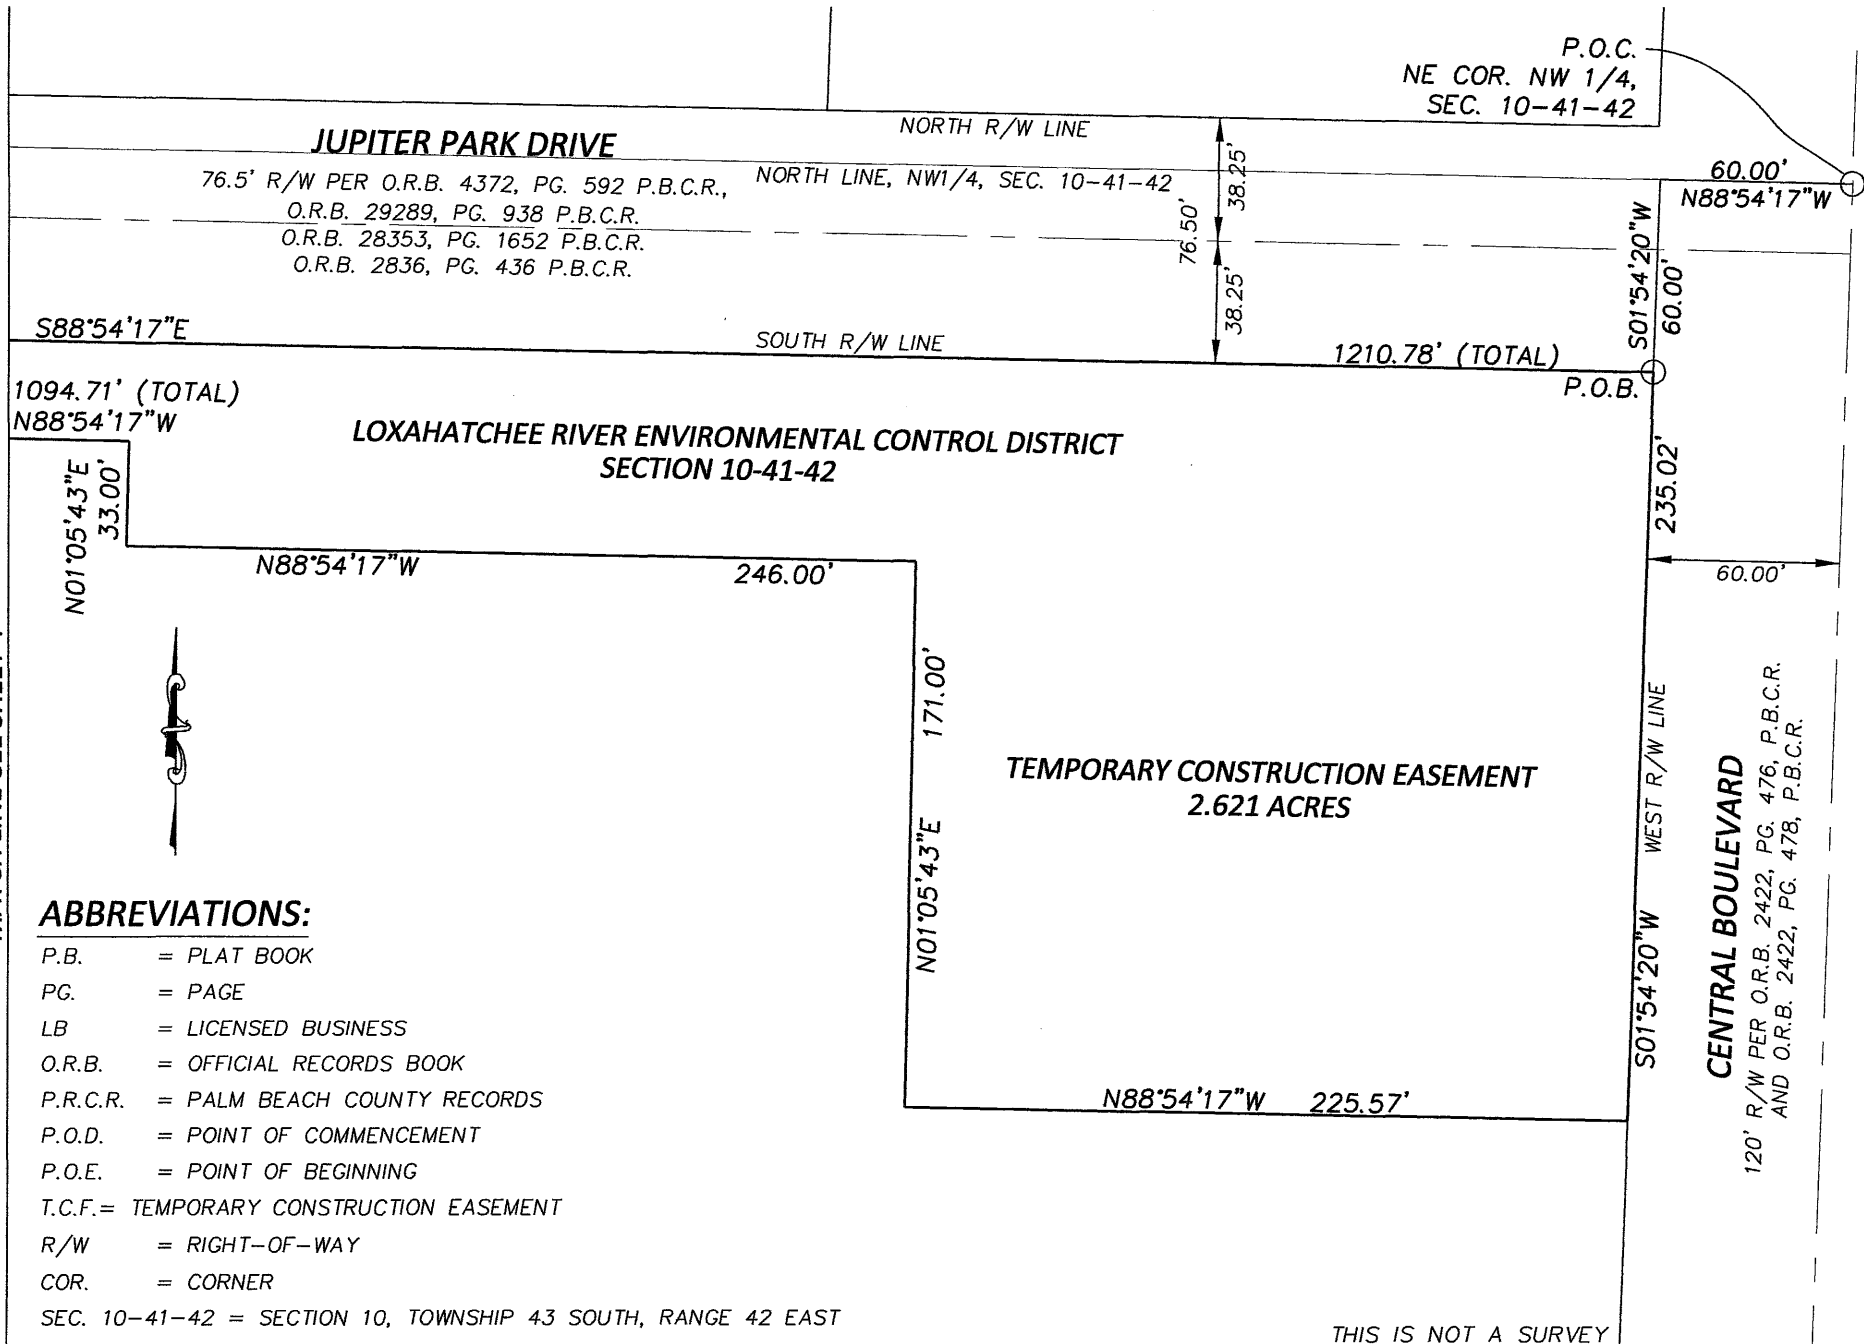 P.O.C.
NE COR. NW 1/4,
SEC. 10-41-42
NORTH R/W LINE
JUPITER PARK DRIVE
76.5' R/W PER O.R.B. 4372, PG. 592 P.B.C.R.,
O.R.B. 29289, PG. 938 P.B.C.R.
O.R.B. 28353, PG. 1652 P.B.C.R.
O.R.B. 2836, PG. 436 P.B.C.R.
NORTH LINE, NW1/4, SEC. 10-41-42
38.25'
76.50'
38.25'
60.00'
N88°54'17"W
S01°54'20"W
60.00'
S88°54'17"E
SOUTH R/W LINE
1210.78' (TOTAL)
P.O.B.
1094.71' (TOTAL)
N88°54'17"W
LOXAHATCHEE RIVER ENVIRONMENTAL CONTROL DISTRICT
SECTION 10-41-42
N01°05'43"E
33.00'
N88°54'17"W 246.00'
235.02'
60.00'
N01°05'43"E 171.00'
TEMPORARY CONSTRUCTION EASEMENT
2.621 ACRES
S01°54'20"W WEST R/W LINE
CENTRAL BOULEVARD
120' R/W PER O.R.B. 2422, PG. 476, P.B.C.R.
AND O.R.B. 2422, PG. 478, P.B.C.R.
N88°54'17"W 225.57'
ABBREVIATIONS:
P.B. = PLAT BOOK
PG. = PAGE
LB = LICENSED BUSINESS
O.R.B. = OFFICIAL RECORDS BOOK
P.R.C.R. = PALM BEACH COUNTY RECORDS
P.O.D. = POINT OF COMMENCEMENT
P.O.E. = POINT OF BEGINNING
T.C.F.= TEMPORARY CONSTRUCTION EASEMENT
R/W = RIGHT-OF-WAY
COR. = CORNER
SEC. 10-41-42 = SECTION 10, TOWNSHIP 43 SOUTH, RANGE 42 EAST
THIS IS NOT A SURVEY